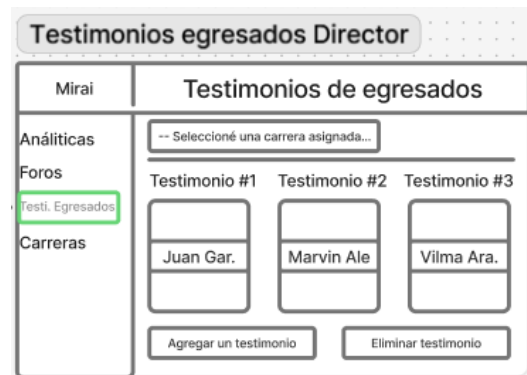 Testimonios egresados Director
Mirai
Testimonios de egresados
Análiticas
Foros
Testi. Egresados
Carreras
-- Seleccioné una carrera asignada...
Testimonio #1
Testimonio #2
Testimonio #3
Juan Gar.
Marvin Ale
Vilma Ara.
Agregar un testimonio
Eliminar testimonio